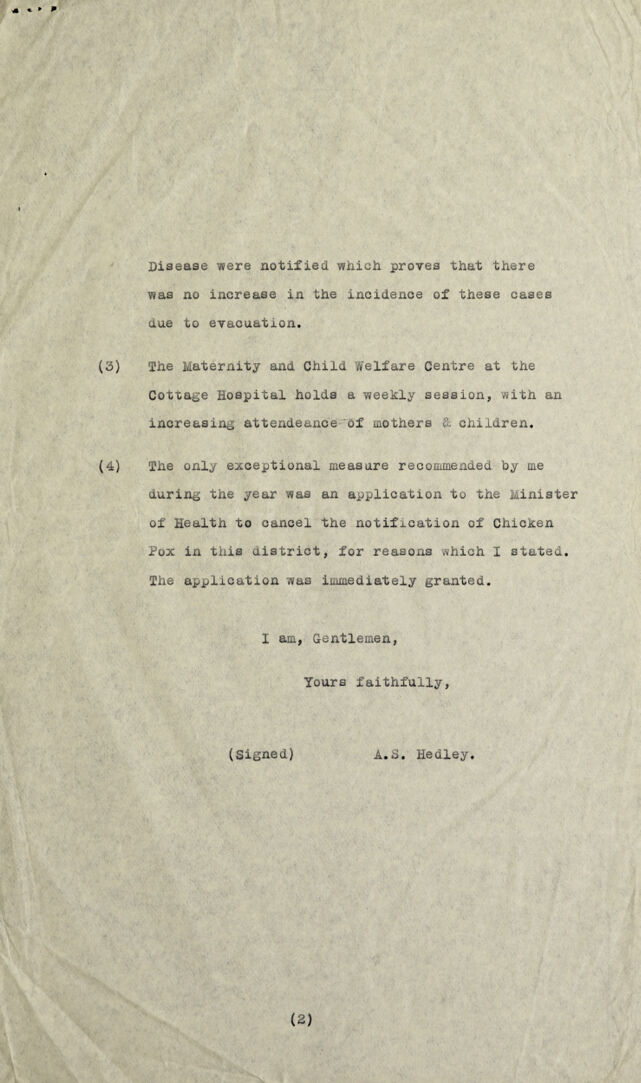 Disease were notified which proves that there
was no increase in the incidence of these cases
due to evacuation.
(3) The Maternity and Child Welfare Centre at the
Cottage Hospital holds a weekly session, with an
increasing attendeance of mothers & children.
(4) The only exceptional measure recommended by me
during the year was an application to the Minister
of Health to cancel the notification of Chicken
Pox in this district, for reasons which I stated.
The application was immediately granted.
I am, Gentlemen,
Yours faithfully,
(Signed) A.S. Hedley.
(2)